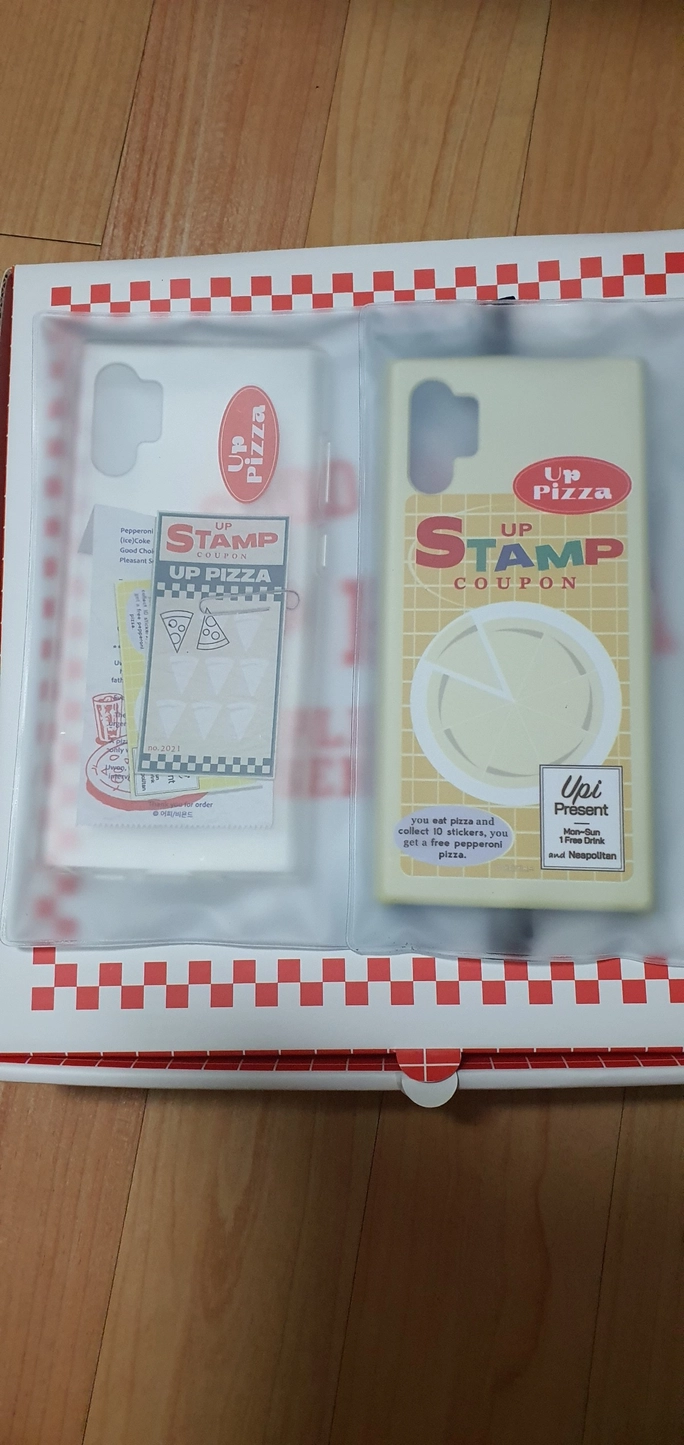 Up
Pizza
Pepperoni
(ice)Coke
Good Choi
Pleasant S
UP
STAMP
COUPON
UP PIZZA
no.2021
Thank you for order
@ 어피/비욘드
Up
Pizza
UP
STAMP
COUPON
you eat pizza and
collect 10 stickers, you
get a free pepperoni
pizza.
Upi
Present
Mon~Sun
1 Free Drink
and Neapolitan